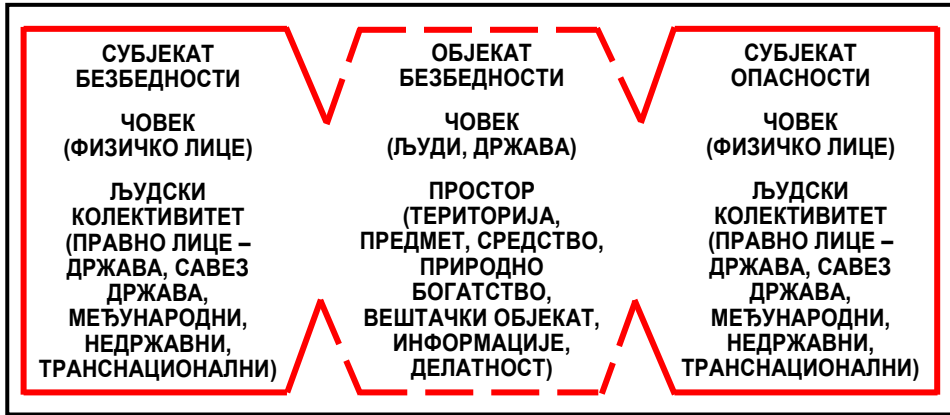 СУБЈЕКАТ
БЕЗБЕДНОСТИ
ЧОВЕК
(ФИЗИЧКО ЛИЦЕ)
ЉУДСКИ
КОЛЕКТИВИТЕТ
(ПРАВНО ЛИЦЕ –
ДРЖАВА, САВЕЗ
ДРЖАВА,
МЕЂУНАРОДНИ,
НЕДРЖАВНИ,
ТРАНСНАЦИОНАЛНИ)
ОБЈЕКАТ
БЕЗБЕДНОСТИ
ЧОВЕК
(ЉУДИ, ДРЖАВА)
ПРОСТОР
(ТЕРИТОРИЈА,
ПРЕДМЕТ, СРЕДСТВО,
ПРИРОДНО
БОГАТСТВО,
ВЕШТАЧКИ ОБЈЕКАТ,
ИНФОРМАЦИЈЕ,
ДЕЛАТНОСТ)
СУБЈЕКАТ
ОПАСНОСТИ
ЧОВЕК
(ФИЗИЧКО ЛИЦЕ)
ЉУДСКИ
КОЛЕКТИВИТЕТ
(ПРАВНО ЛИЦЕ –
ДРЖАВА, САВЕЗ
ДРЖАВА,
МЕЂУНАРОДНИ,
НЕДРЖАВНИ,
ТРАНСНАЦИОНАЛНИ)